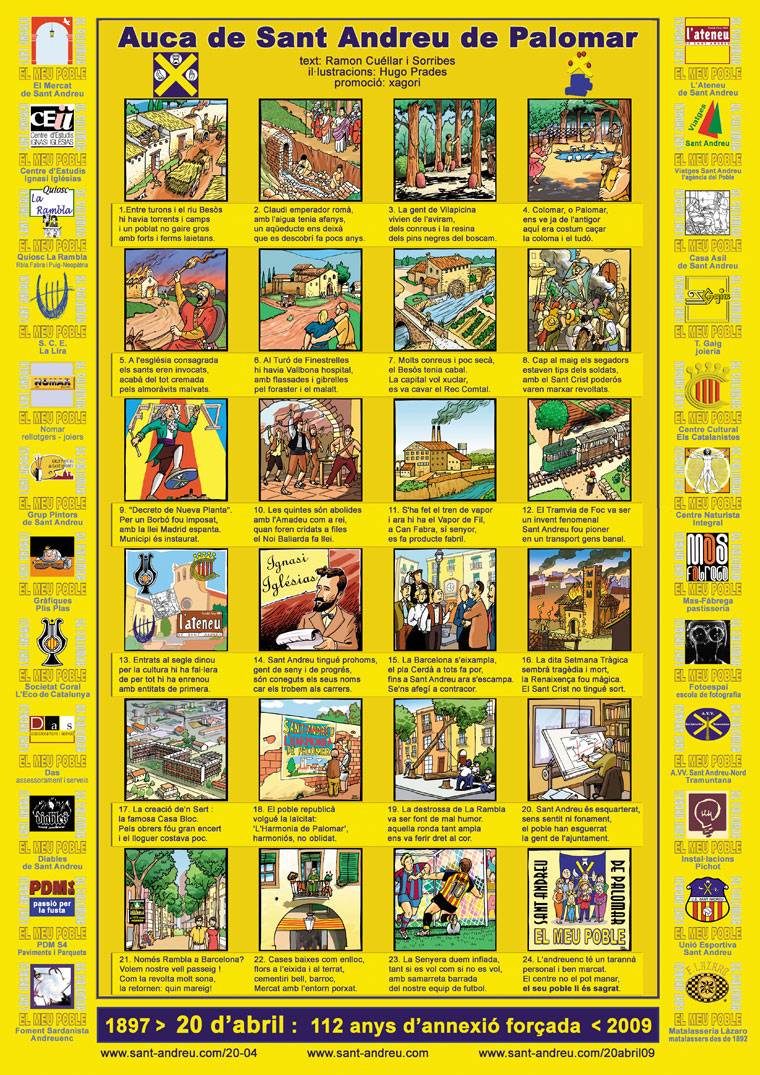 Auca de Sant Andreu de Palomar
text: Ramon Cuéllar i Sorribes
il·lustracions: Hugo Prades
promoció: xagori
1.Entre turons i el riu Besòs
hi havia torrents i camps
i un poblat no gaire gros
amb forts i ferms laietans.
2. Claudi emperador romà,
amb l'aigua tenia afanys,
un aqüeducte ens deixà
que es descobrí fa pocs anys.
3. La gent de Vilapicina
vivien de l'aviram,
dels conreus i la resina
dels pins negres del boscam.
4. Colomar, o Palomar,
ens ve ja de l'antigor
aquí era costum caçar
la coloma i el tudó.
5. A l'església consagrada
els sants eren invocats,
acabà del tot cremada
pels almoràvits malvats.
6. Al Turó de Finestrelles
hi havia Vallbona hospital,
amb flassades i gibrelles
pel foraster i el malalt.
7. Molts conreus i poc secà,
el Besòs tenia cabal.
La capital vol xuclar,
es va cavar el Rec Comtal.
8. Cap al maig els segadors
estaven tips dels soldats,
amb el Sant Crist poderós
varen marxar revoltats.
9. "Decreto de Nueva Planta".
Per un Borbó fou imposat,
amb la llei Madrid espanta.
Municipi és instaurat.
10. Les quintes són abolides
amb l'Amadeu com a rei,
quan foren cridats a files
el Noi Baliarda fa llei.
11. S'ha fet el tren de vapor
i ara hi ha el Vapor de Fil,
a Can Fabra, sí senyor,
es fa producte fabril.
12. El Tramvia de Foc va ser
un invent fenomenal
Sant Andreu fou pioner
en un transport gens banal.
l'ateneu
DE SANT ANDREU
Ignasi
Iglésias
13. Entrats al segle dinou
per la cultura hi ha fal·lera
de per tot hi ha enrenou
amb entitats de primera.
14. Sant Andreu tingué prohoms,
gent de seny i de progrés,
són coneguts els seus noms
car els trobem als carrers.
15. La Barcelona s'eixampla,
el pla Cerdà a tots fa por,
fins a Sant Andreu ara s'escampa.
Se'ns afegí a contracor.
16. La dita Setmana Tràgica
sembrà tragèdia i mort,
la Renaixença fou màgica.
El Sant Crist no tingué sort.
SANT ANDREU
L'HARMONIA
DE PALOMAR
17. La creació de'n Sert :
la famosa Casa Bloc.
Pels obrers fóu gran encert
i el lloguer costava poc.
18. El poble republicà
volgué la laïcitat:
'L'Harmonia de Palomar',
harmoniós, no oblidat.
19. La destrossa de La Rambla
va ser font de mal humor.
aquella ronda tant ampla
ens va ferir dret al cor.
20. Sant Andreu és esquarterat,
sens sentit ni fonament,
el poble han esguerrat
la gent de l'ajuntament.
SANT ANDREU
DE PALOMAR
EL MEU POBLE
21. Només Rambla a Barcelona?
Volem nostre vell passeig !
Com la revolta molt sona,
la retornen: quin mareig!
22. Cases baixes com enlloc,
flors a l'eixida i al terrat,
cementiri bell, barroc,
Mercat amb l'entorn porxat.
23. La Senyera duem inflada,
tant si es vol com si no es vol,
amb samarreta barrada
del nostre equip de futbol.
24. L'andreuenc té un tarannà
personal i ben marcat.
El centre no el pot manar,
el seu poble li és sagrat.
1897 > 20 d'abril : 112 anys d'annexió forçada < 2009
www.sant-andreu.com/20-04
www.sant-andreu.com
www.sant-andreu.com/20abril09
EL MEU POBLE
El Mercat
de Sant Andreu
CEii
Centre d'Estudis
IGNASI IGLÉSIAS
EL MEU POBLE
Centre d'Estudis
Ignasi Iglésias
Quiosc
La
Rambla
EL MEU POBLE
Quiosc La Rambla
Rbla.Fabra i Puig-Neopàtria
EL MEU POBLE
S. C. E.
La Lira
NOMAR
EL MEU POBLE
Nomar
rellotgers - joiers
EL MEU POBLE
Grup Pintors
de Sant Andreu
EL MEU POBLE
Gràfiques
Plis Plas
EL MEU POBLE
Societat Coral
L'Eco de Catalunya
Das
EL MEU POBLE
Das
assessorament i serveis
Diables
EL MEU POBLE
Diables
de Sant Andreu
PDMS4
passió per
la fusta
EL MEU POBLE
PDM S4
Paviments i Parquets
EL MEU POBLE
Foment Sardanista
Andreuenc
l'ateneu
DE SANT ANDREU
EL MEU POBLE
L'Ateneu
de Sant Andreu
Viatges
Sant Andreu
EL MEU POBLE
Viatges Sant Andreu
l'agència del Poble
EL MEU POBLE
Casa Asil
de Sant Andreu
T. Gaig
EL MEU POBLE
T. Gaig
joieria
EL MEU POBLE
Centre Cultural
Els Catalanistes
EL MEU POBLE
Centre Naturista
Integral
MAS
FÀBREGA
EL MEU POBLE
Mas-Fàbrega
pastisseria
EL MEU POBLE
Fotoespai
escola de fotografia
A.VV.
EL MEU POBLE
A.VV. Sant Andreu-Nord
Tramuntana
EL MEU POBLE
Instal·lacions
Pichot
EL MEU POBLE
Unió Esportiva
Sant Andreu
EL MEU POBLE
Matalasseria Làzaro
matalassers des de 1892